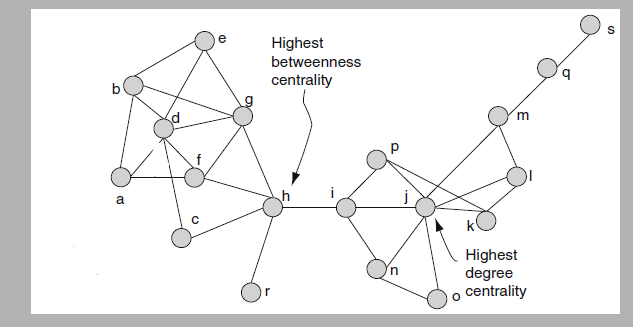 s
e
Highest
betweenness
centrality
q
b
g
m
d
p
f
l
a
h
i
j
c
k
Highest
degree
centrality
n
r
o